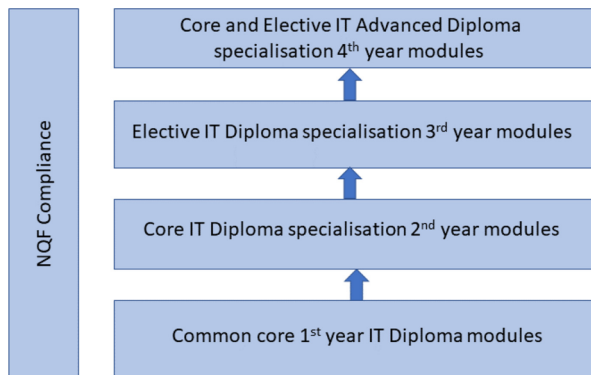 NQF Compliance
Core and Elective IT Advanced Diploma
specialisation 4th year modules
Elective IT Diploma specialisation 3rd year modules
Core IT Diploma specialisation 2nd year modules
Common core 1st year IT Diploma modules